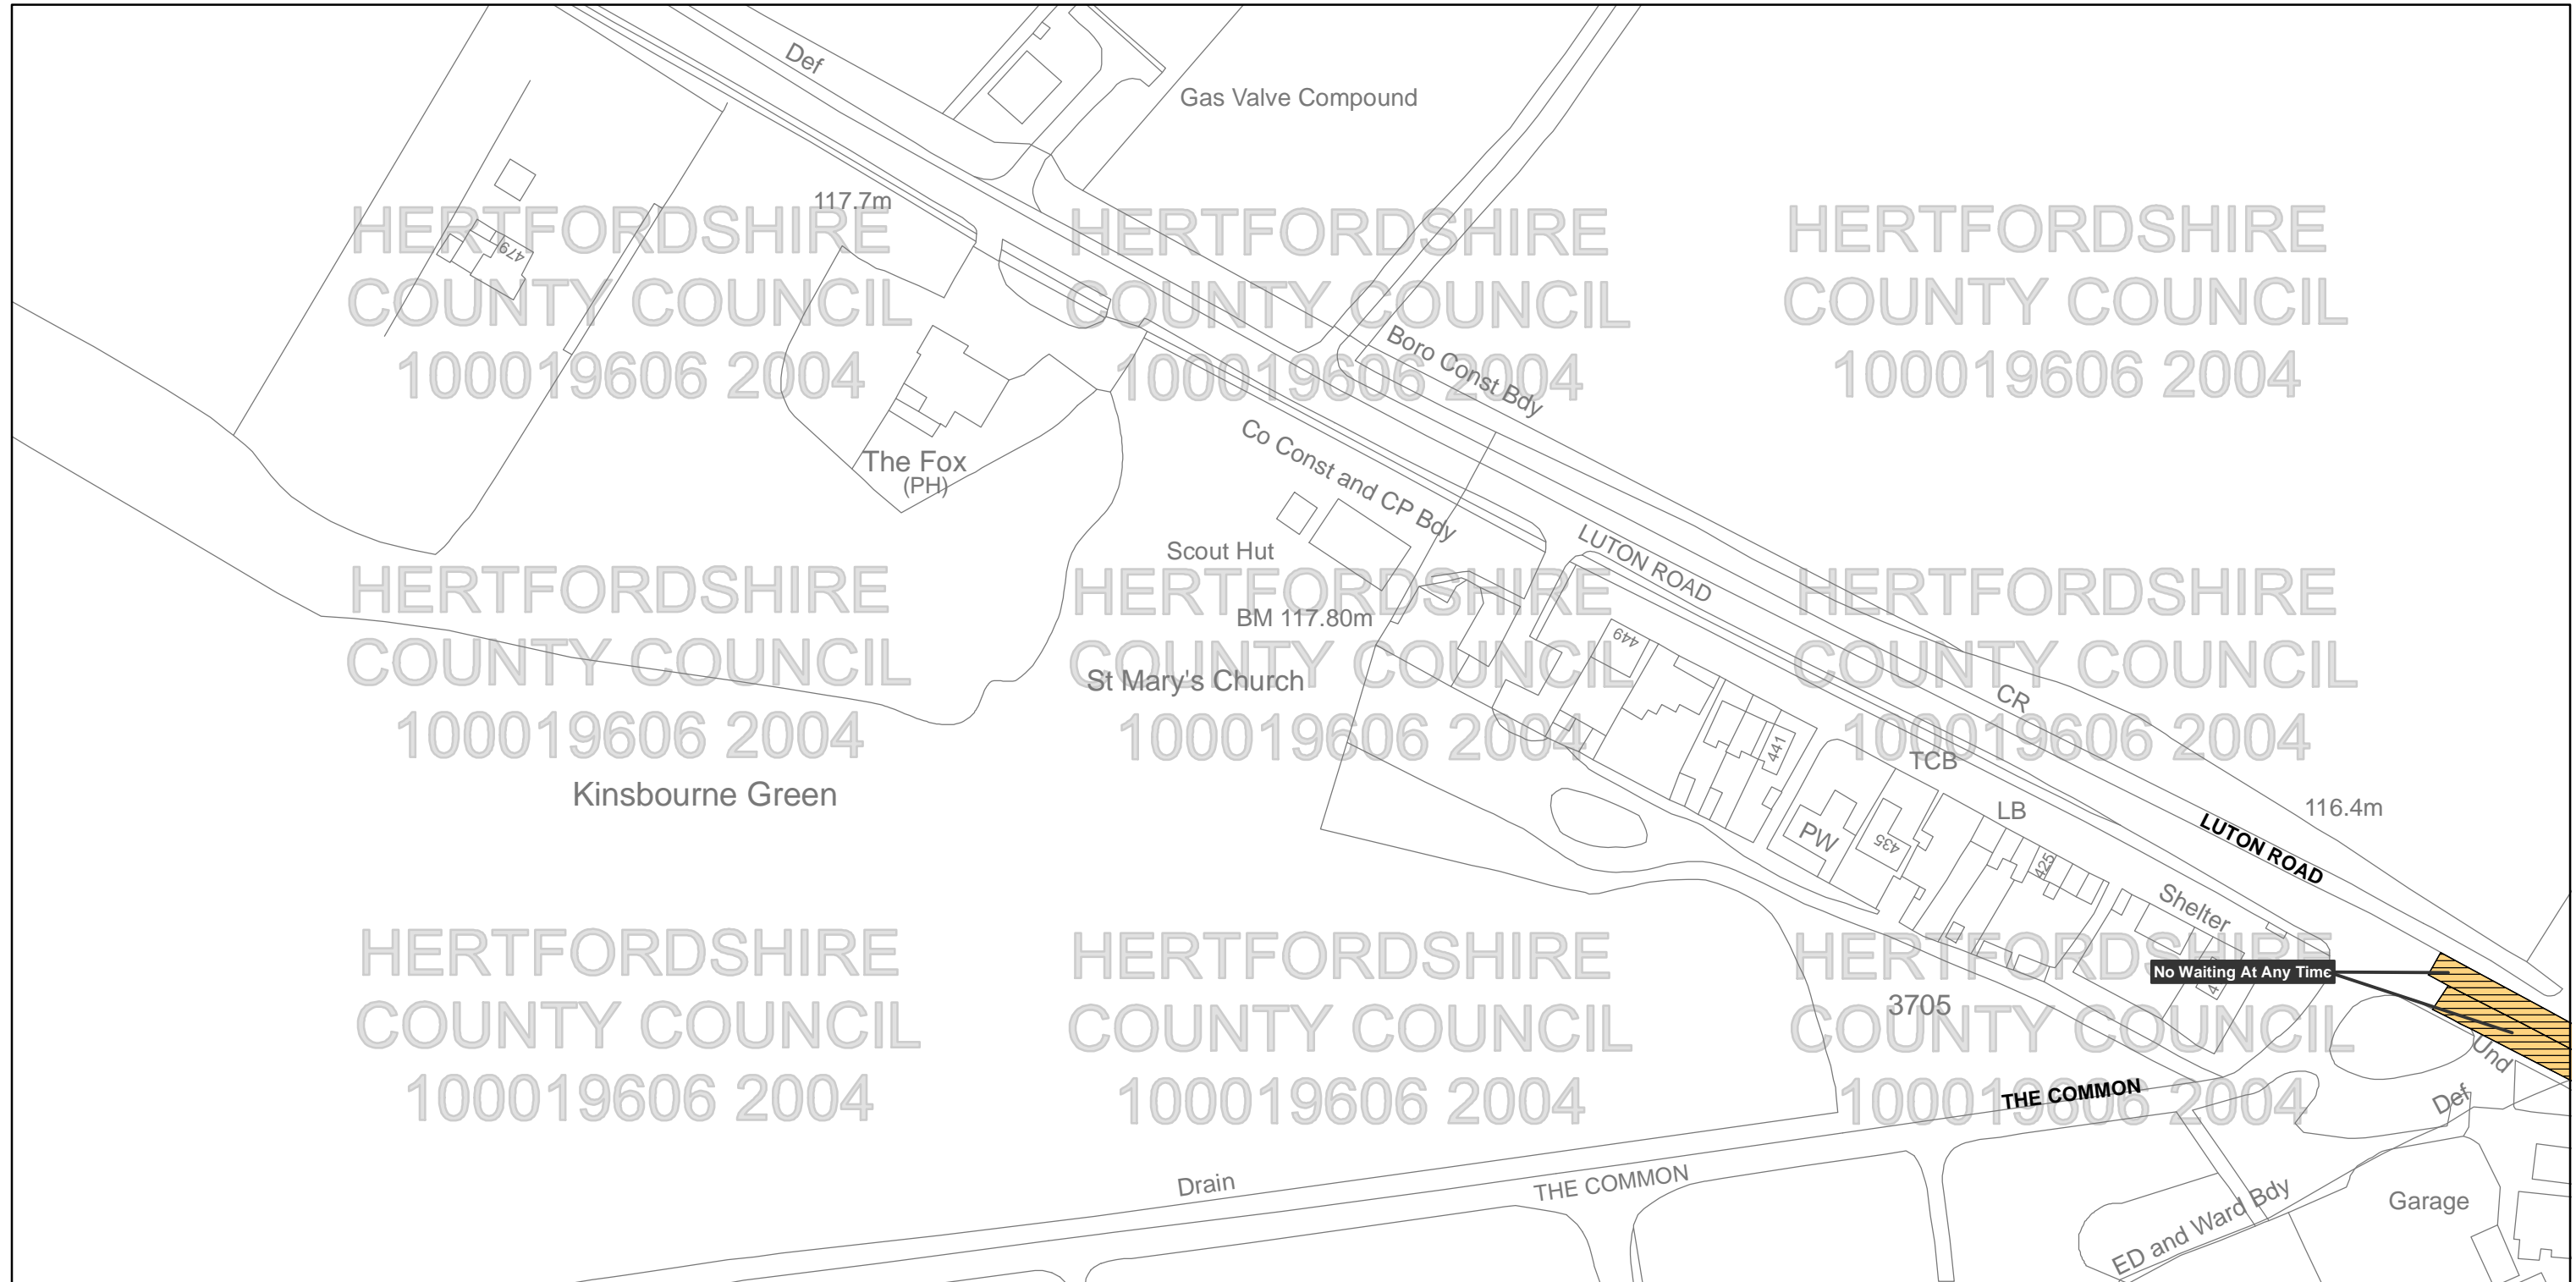 Def
Gas Valve Compound
117.7m
HERTFORDSHIRE
COUNTY COUNCIL
100019606 2004
HERTFORDSHIRE
COUNTY COUNCIL
100019606 2004
HERTFORDSHIRE
COUNTY COUNCIL
100019606 2004
479
Boro Const Bdy
Co Const and CP Bdy
The Fox
(PH)
LUTON ROAD
Scout Hut
BM 117.80m
HERTFORDSHIRE
COUNTY COUNCIL
100019606 2004
HERTFORDSHIRE
COUNTY COUNCIL
100019606 2004
HERTFORDSHIRE
COUNTY COUNCIL
100019606 2004
449
St Mary's Church
CR
441
TCB
Kinsbourne Green
LB
116.4m
LUTON ROAD
PW
435
425
Shelter
HERTFORDSHIRE
COUNTY COUNCIL
100019606 2004
HERTFORDSHIRE
COUNTY COUNCIL
100019606 2004
HERTFORDSHIRE
COUNTY COUNCIL
100019606 2004
No Waiting At Any Time
3705
Und
Def
THE COMMON
Drain
THE COMMON
ED and Ward Bdy
Garage